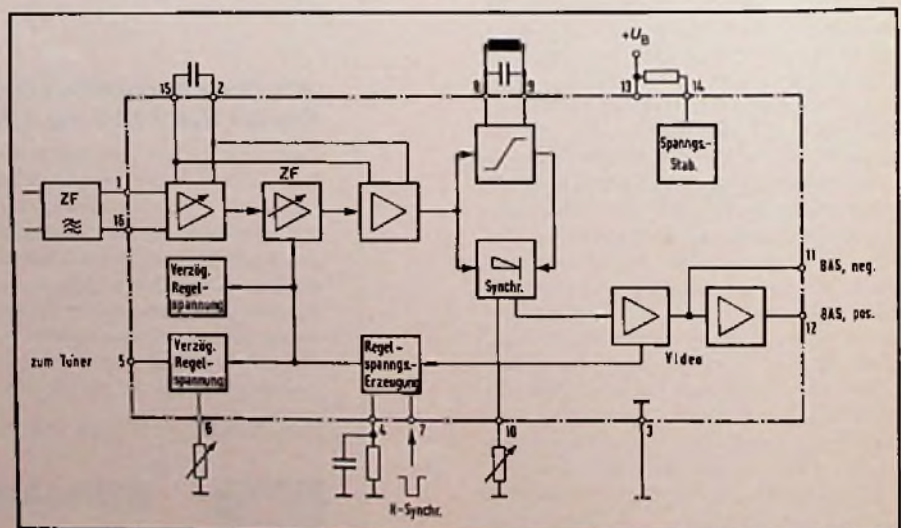 +U_B
15
2
8
9
13
14
Spanngs.-
Stab.
ZF
1
16
ZF
Synchr.
11
BAS, neg.
BAS, pos.
12
Video
Verzög.
Regel-
spannung
zum Tuner
5
Verzög.
Regel-
spannung
Regel-
spanngs.-
Erzeugung
6
4
7
10
3
H-Synchr.